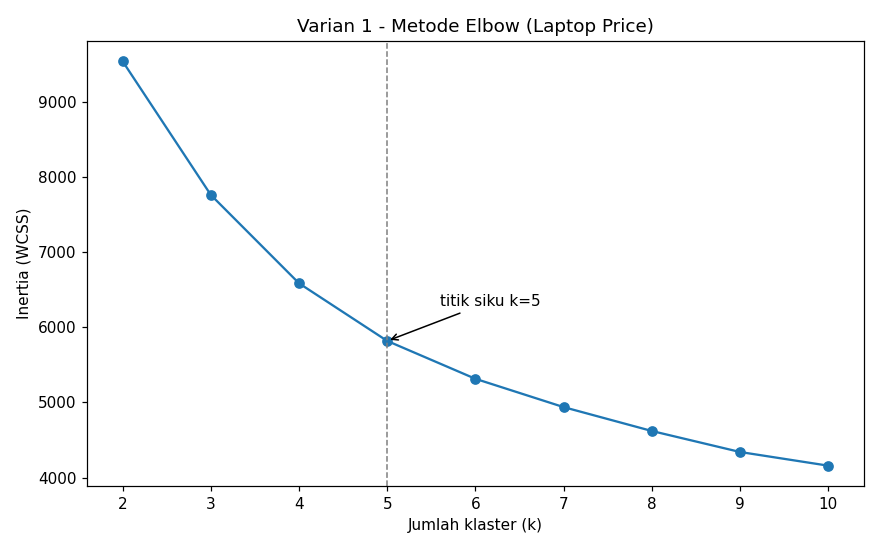 Varian 1 - Metode Elbow (Laptop Price)
Inertia (WCSS)
9000
8000
7000
6000
5000
4000
titik siku k=5
2 3 4 5 6 7 8 9 10
Jumlah klaster (k)